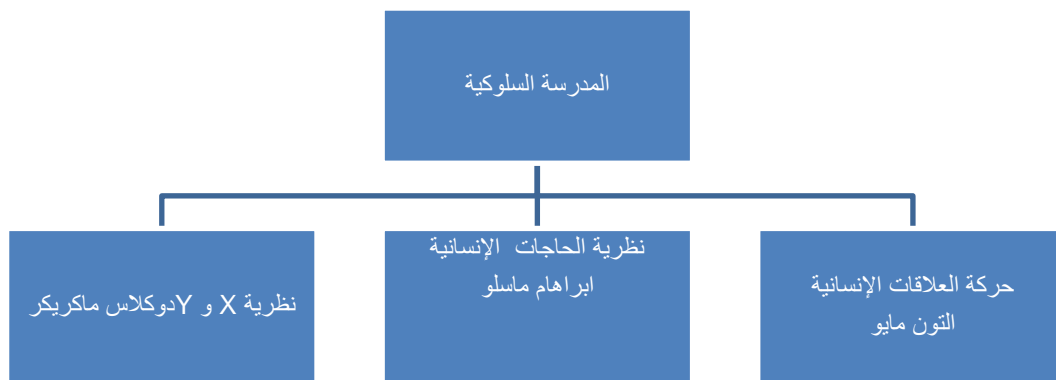 المدرسة السلوكية
حركة العلاقات الإنسانية
التون مايو
نظرية الحاجات الإنسانية
ابراهام ماسلو
نظرية X و Yدوكلاس ماكريكر